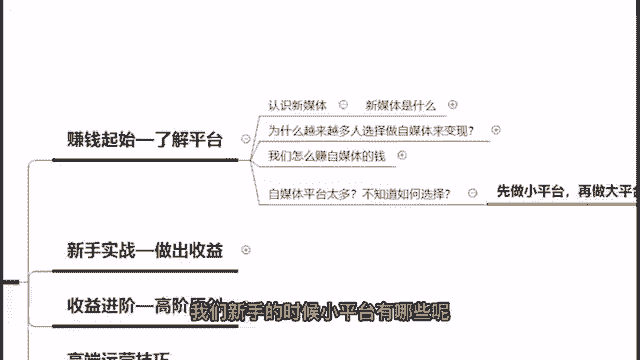 认识新媒体
新媒体是什么
赚钱起始—了解平台
为什么越来越多人选择做自媒体来变现?
我们怎么赚自媒体的钱
自媒体平台太多？不知道如何选择?
先做小平台，再做大平台
新手实战—做出收益
收益进阶—高阶
我们新手的时候小平台有哪些呢
高端运营技巧